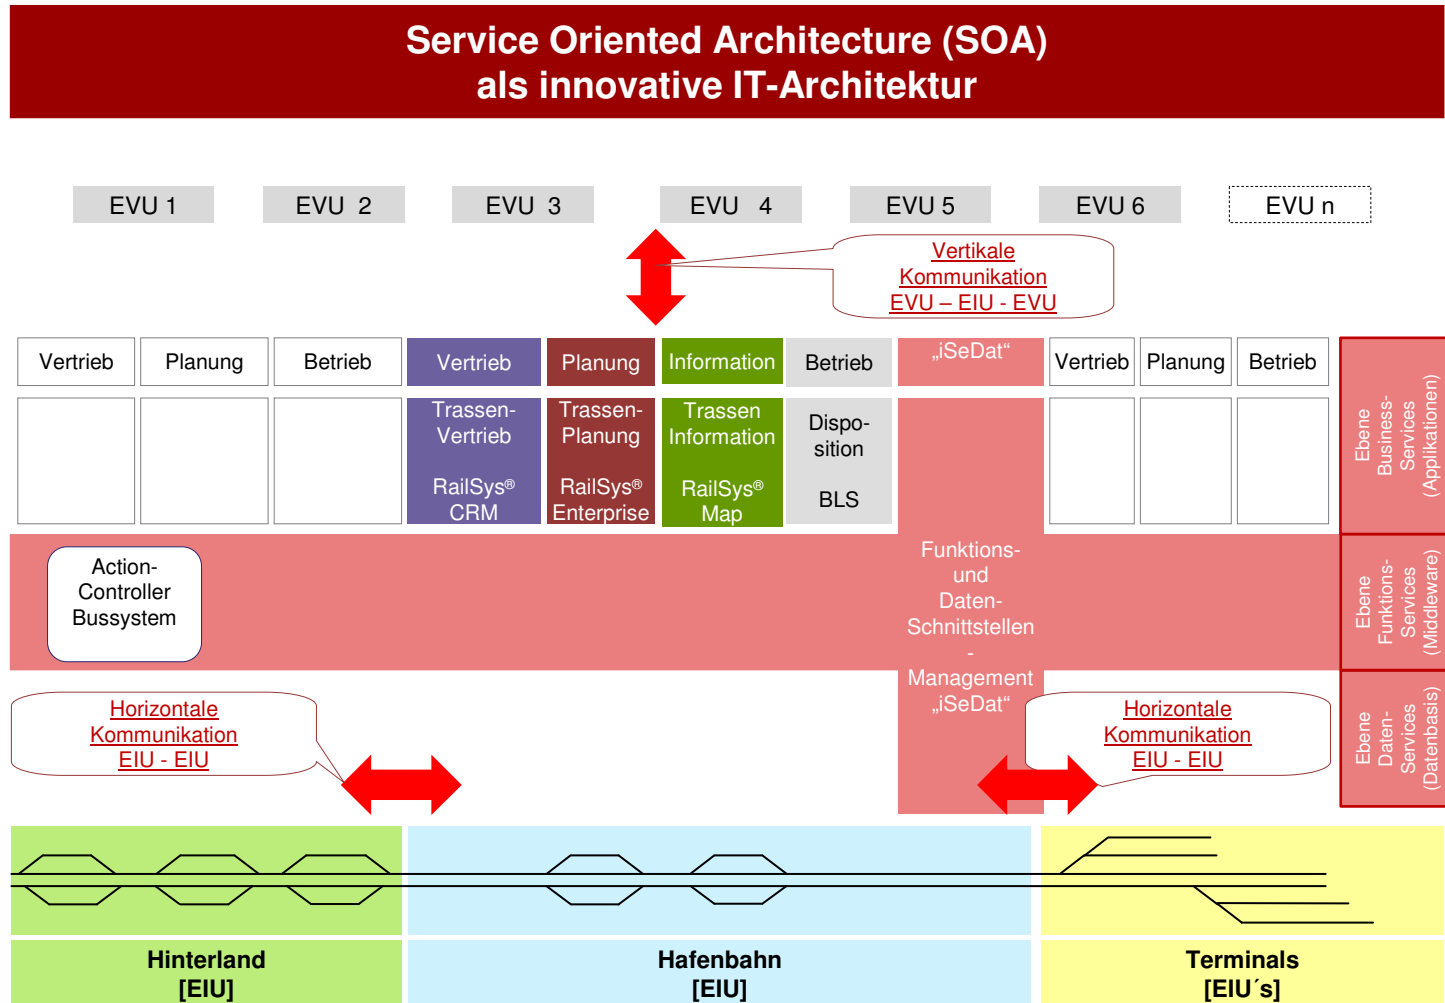 Service Oriented Architecture (SOA)
als innovative IT-Architektur
EVU 1
EVU 2
EVU 3
EVU 4
EVU 5
EVU 6
EVU n
Vertikale
Kommunikation
EVU – EIU - EVU
Vertrieb
Planung
Betrieb
Vertrieb
Planung
Information
Betrieb
„iSeDat“
Vertrieb
Planung
Betrieb
Trassen-
Vertrieb
RailSys®
CRM
Trassen-
Planung
RailSys®
Enterprise
Trassen
Information
RailSys®
Map
Dispo-
sition
BLS
Ebene
Business-
Services
(Applikationen)
Action-
Controller
Bussystem
Funktions-
und
Daten-
Schnittstellen
-
Management
„iSeDat“
Ebene
Funktions-
Services
(Middleware)
Horizontale
Kommunikation
EIU - EIU
Horizontale
Kommunikation
EIU - EIU
Ebene
Daten-
Services
(Datenbasis)
Hinterland
[EIU]
Hafenbahn
[EIU]
Terminals
[EIU´s]